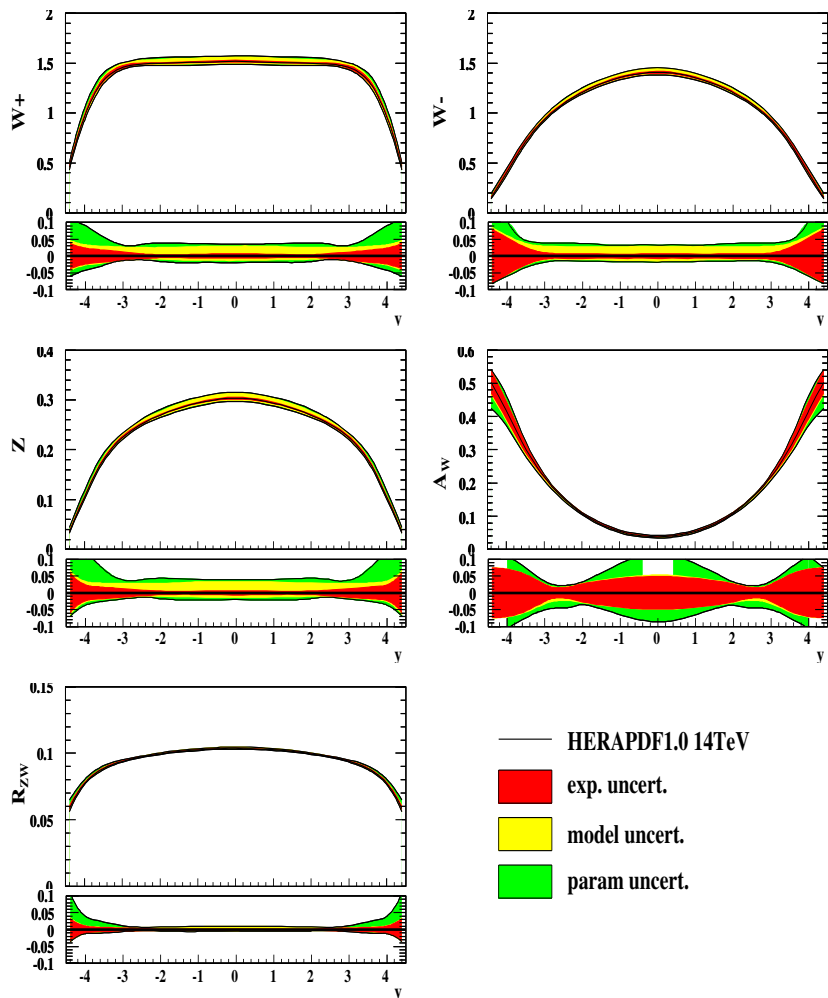 2
1.5
1
0.5
0
W+
0.1
0.05
0
-0.05
-0.1
-4 -3 -2 -1 0 1 2 3 4
y
2
1.5
1
0.5
0
W-
0.1
0.05
0
-0.05
-0.1
-4 -3 -2 -1 0 1 2 3 4
y
0.4
0.3
0.2
0.1
0
Z
0.1
0.05
0
-0.05
-0.1
-4 -3 -2 -1 0 1 2 3 4
y
0.6
0.5
0.4
0.3
0.2
0.1
0
A_W
0.1
0.05
0
-0.05
-0.1
-4 -3 -2 -1 0 1 2 3 4
y
0.15
0.1
0.05
0
R_ZW
0.1
0.05
0
-0.05
-0.1
-4 -3 -2 -1 0 1 2 3 4
y
HERAPDF1.0 14TeV
exp. uncert.
model uncert.
param uncert.